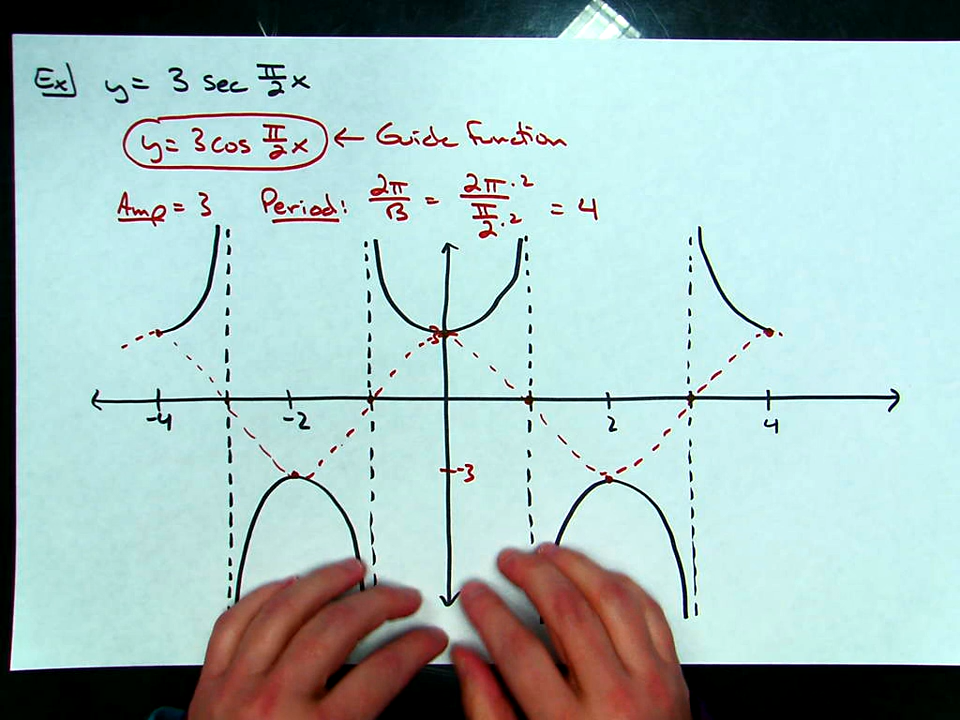 Ex] y = 3 sec π/2 x
y = 3 cos π/2 x ← Guide Function
Amp = 3 Period: 2π/B = 2π·2 / π/2·2 = 4
3
-4 -2 2 4
-3